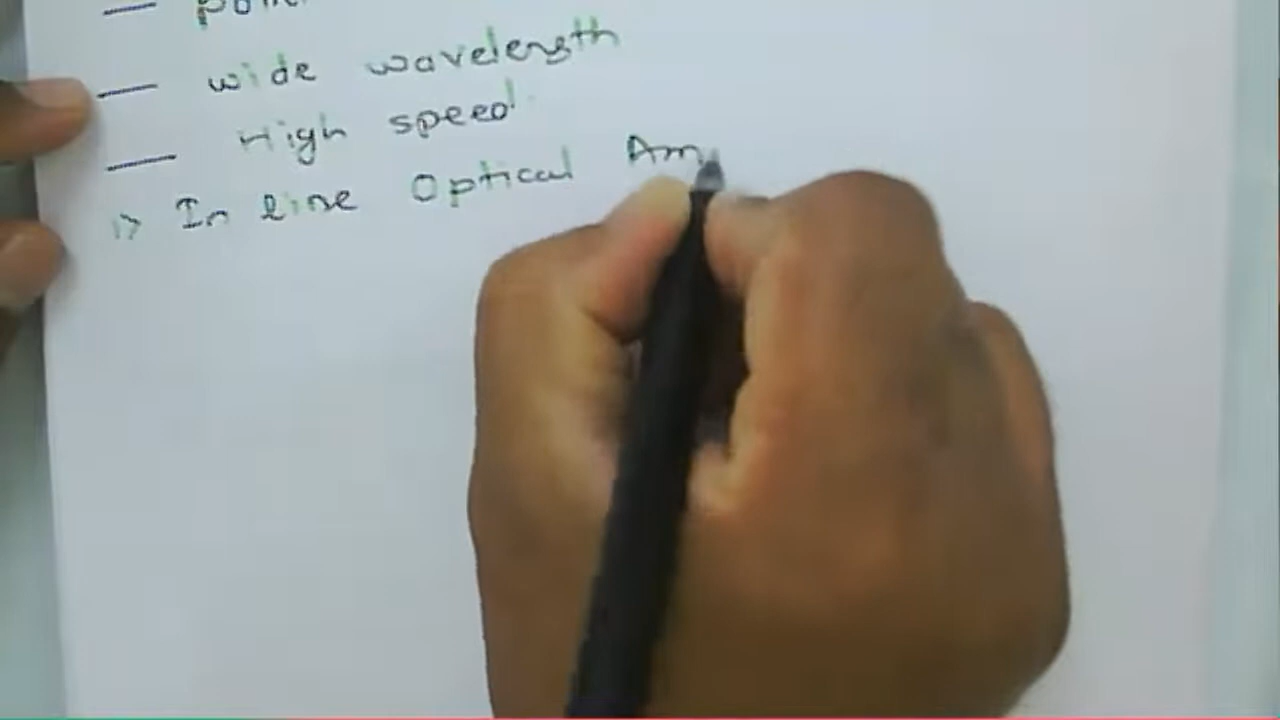 — wide wavelength
— High speed
1> In line Optical Am